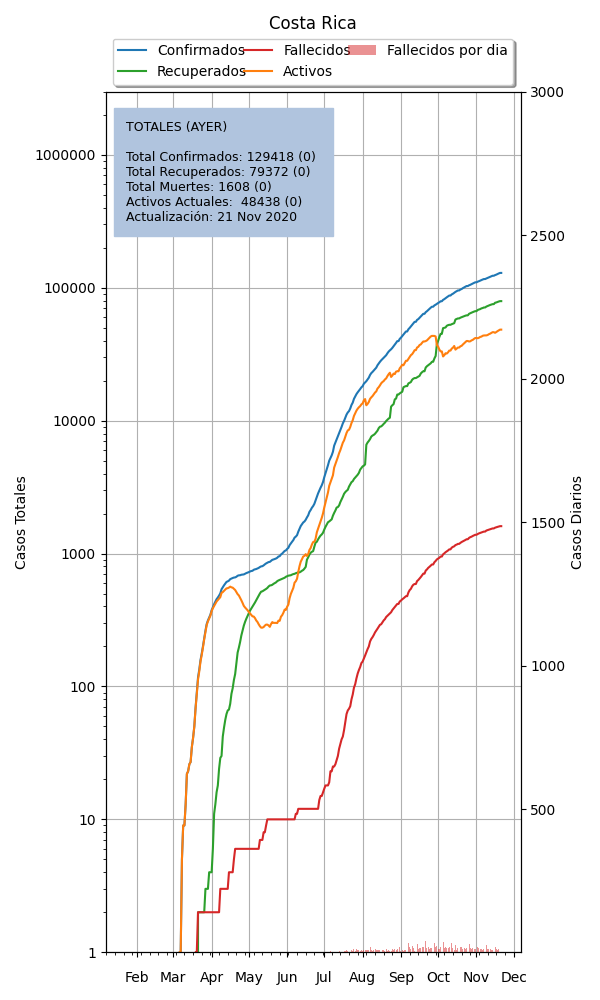 Costa Rica
Confirmados Fallecidos Fallecidos por dia
Recuperados Activos
TOTALES (AYER)
Total Confirmados: 129418 (0)
Total Recuperados: 79372 (0)
Total Muertes: 1608 (0)
Activos Actuales:  48438 (0)
Actualización: 21 Nov 2020
Casos Totales
1000000
100000
10000
1000
100
10
1
3000
2500
2000
1500
1000
500
Casos Diarios
Feb Mar Apr May Jun Jul Aug Sep Oct Nov Dec